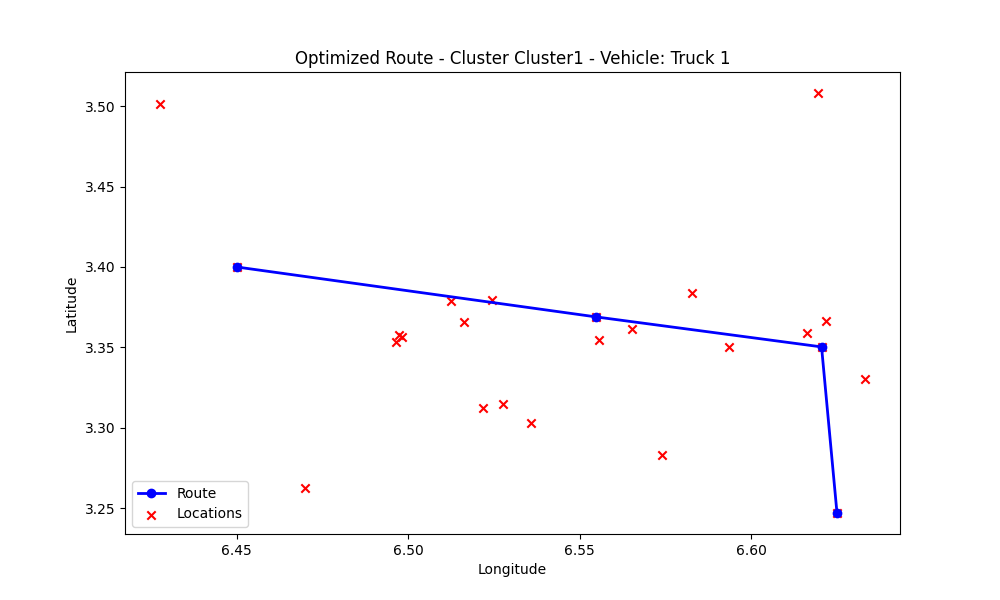 Optimized Route - Cluster Cluster1 - Vehicle: Truck 1
3.50
3.45
3.40
3.35
3.30
3.25
Latitude
Route
Locations
6.45 6.50 6.55 6.60
Longitude